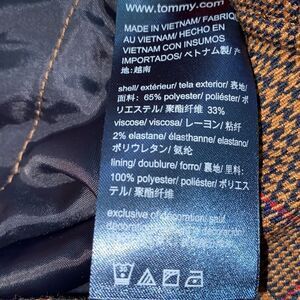 www.tommy.com
MADE IN VIETNAM/ FABRIQUÉ
AU VIETNAM/ HECHO EN
VIETNAM CON INSUMOS
IMPORTADOS/ ベトナム製/ 产
地: 越南
shell/ extérieur/ tela exterior/ 表地/
面料: 65% polyester/ poliéster/ ポ
リエステル/ 聚酯纤维 33%
viscose/ viscosa/ レーヨン/ 粘纤
2% elastane/ élasthanne/ elastano/
ポリウレタン/ 氨纶
lining/ doublure/ forro/ 裏地/ 里料:
100% polyester/ poliéster/ ポリエス
テル/ 聚酯纤维
exclusive of decoration/ sauf
décoration/